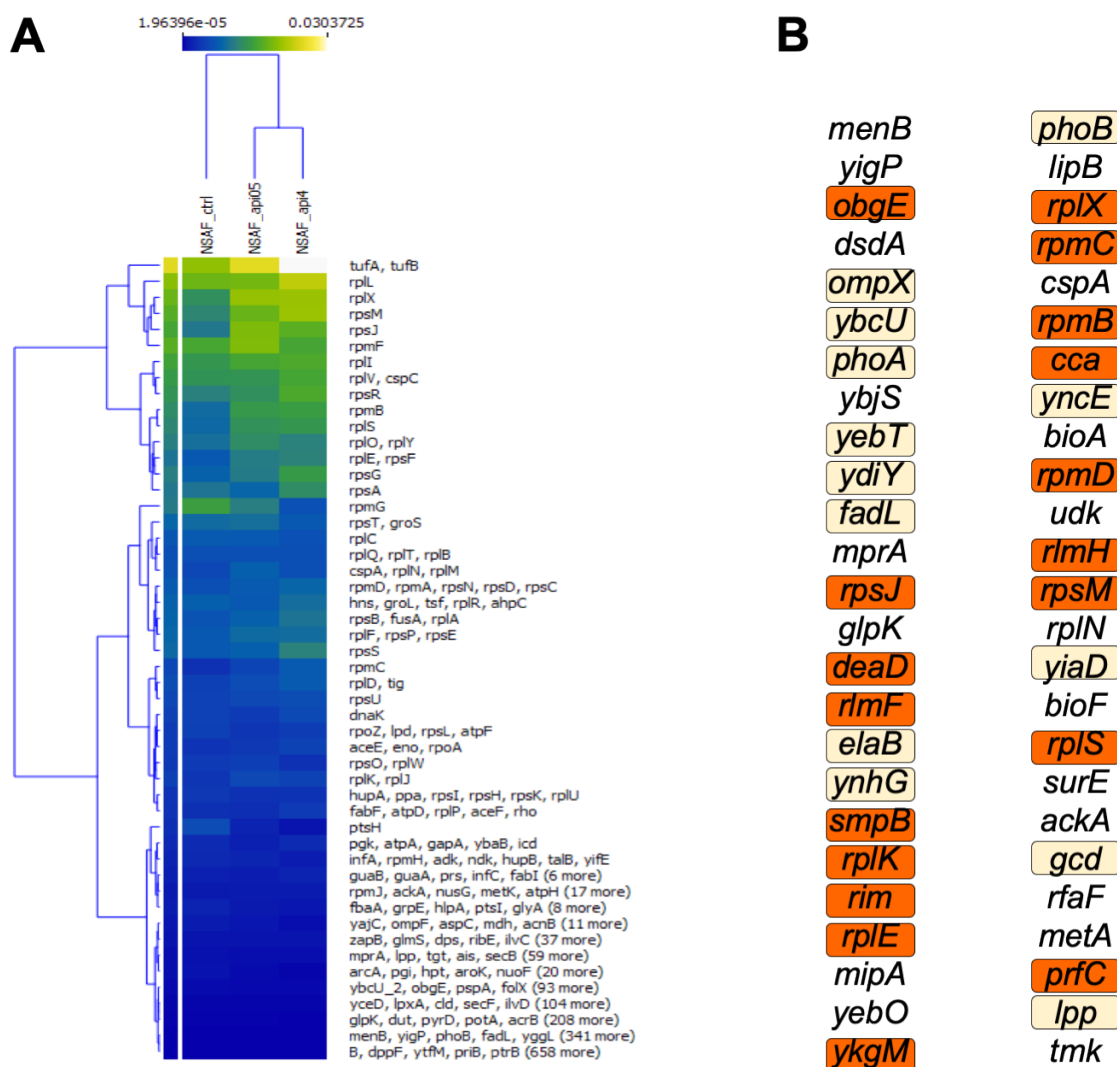 A
1.96396e-05 0.0303725
NSAF_ctrl
NSAF_api05
NSAF_api4
tufA, tufB
rplL
rplX
rpsM
rpsJ
rpmF
rplI
rplV, cspC
rpsR
rpmB
rplS
rplO, rplY
rplE, rpsF
rpsG
rpsA
rpmG
rpsT, groS
rplC
rplQ, rplT, rplB
cspA, rplN, rplM
rpmD, rpmA, rpsN, rpsD, rpsC
hns, groL, tsf, rplR, ahpC
rpsB, fusA, rplA
rplF, rpsP, rpsE
rpsS
rpmC
rplD, tig
rpsU
dnaK
rpoZ, lpd, rpsL, atpF
aceE, eno, rpoA
rpsO, rplW
rplK, rplJ
hupA, ppa, rpsI, rpsH, rpsK, rplU
fabF, atpD, rplP, aceF, rho
ptsH
pgk, atpA, gapA, ybaB, icd
infA, rpmH, adk, ndk, hupB, talB, yifE
guaB, guaA, prs, infC, fabI (6 more)
rpmJ, ackA, nusG, metK, atpH (17 more)
fbaA, grpE, hlpA, ptsI, glyA (8 more)
yajC, ompF, aspC, mdh, acnB (11 more)
zapB, glmS, dps, ribE, ilvC (37 more)
mprA, lpp, tgt, ais, secB (59 more)
arcA, pgi, hpt, aroK, nuoF (20 more)
ybcU_2, obgE, pspA, folX (93 more)
yceD, lpxA, cld, secF, ilvD (104 more)
glpK, dut, pyrD, potA, acrB (208 more)
menB, yigP, phoB, fadL, yggL (341 more)
B, dppF, ytfM, priB, ptrB (658 more)
B
menB
yigP
obgE
dsdA
ompX
ybcU
phoA
ybjS
yebT
ydiY
fadL
mprA
rpsJ
glpK
deaD
rlmF
elaB
ynhG
smpB
rplK
rim
rplE
mipA
yebO
ykgM
phoB
lipB
rplX
rpmC
cspA
rpmB
cca
yncE
bioA
rpmD
udk
rlmH
rpsM
rplN
yiaD
bioF
rplS
surE
ackA
gcd
rfaF
metA
prfC
lpp
tmk